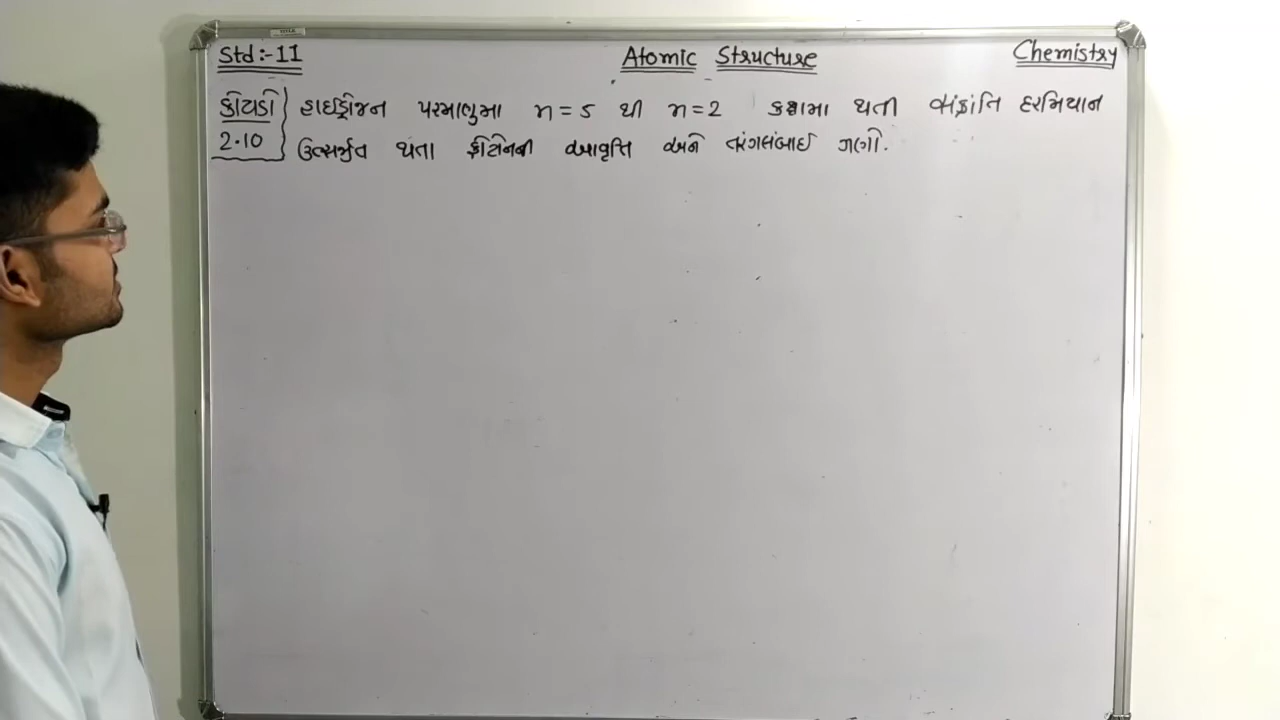 Std:-11 Atomic Structure Chemistry
કોયડો હાઈડ્રોજન પરમાણુમા n=5 થી n=2 કક્ષામા થતી સંક્રાંતિ દરમિયાન
2.10 ઉત્સર્જીત થતા ફોટોનની આવૃત્તિ અને તરંગલંબાઈ ગણો.